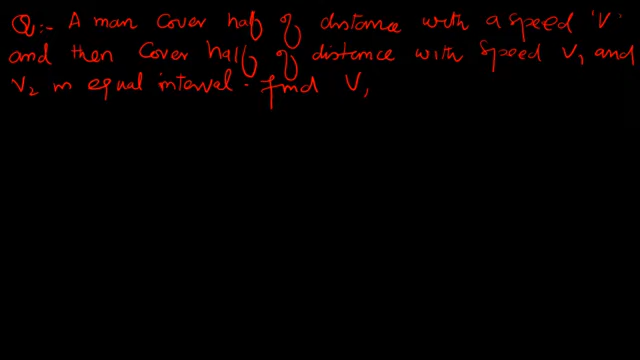 Q:- A man cover half of distance with a speed 'V'
and then cover half of distance with speed V₁ and
V₂ in equal interval. find V,